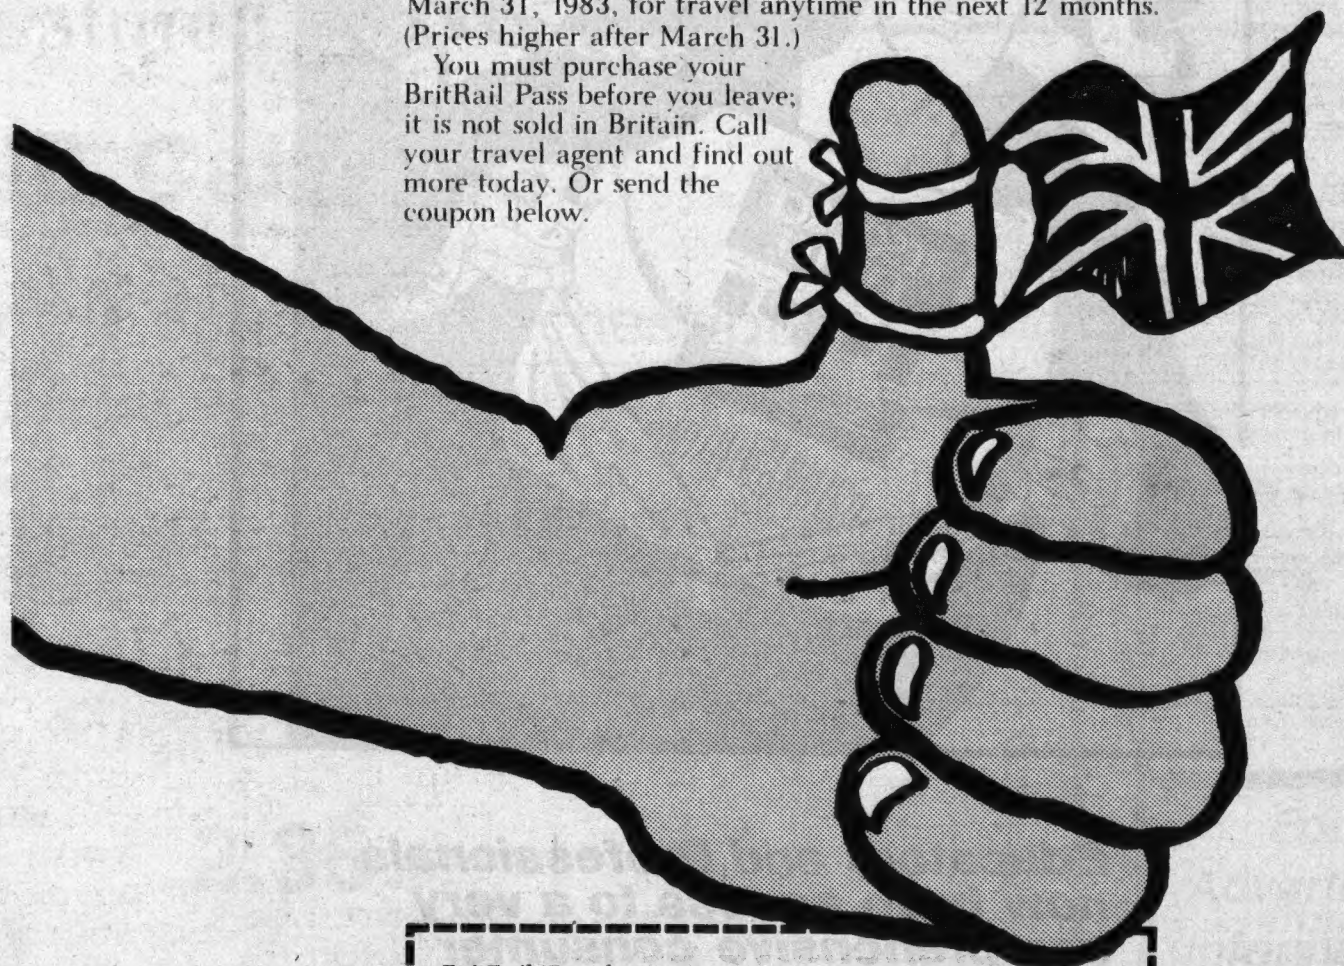 March 31, 1983, for travel anytime in the next 12 months.
(Prices higher after March 31.)
You must purchase your
BritRail Pass before you leave;
it is not sold in Britain. Call
your travel agent and find out
more today. Or send the
coupon below.